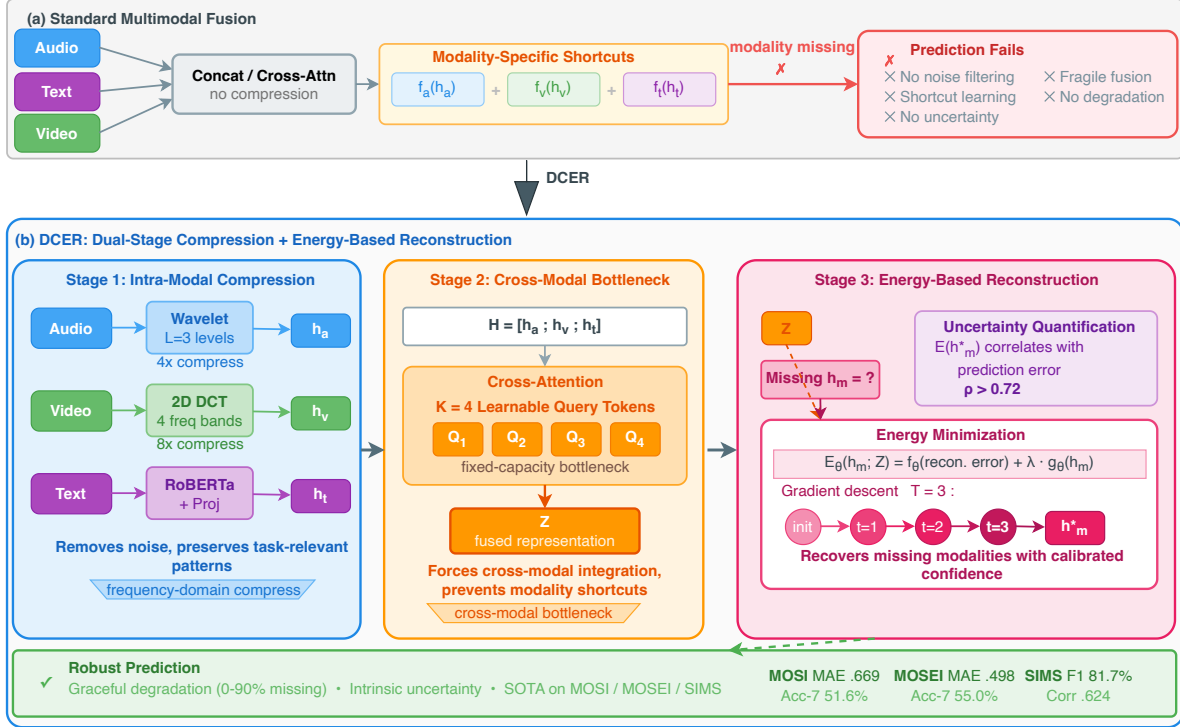 (a) Standard Multimodal Fusion
Audio
Text
Video
Concat / Cross-Attn
no compression
Modality-Specific Shortcuts
f_a(h_a) + f_v(h_v) + f_t(h_t)
modality missing
✗
Prediction Fails
✗
✕ No noise filtering
✕ Shortcut learning
✕ No uncertainty
✕ Fragile fusion
✕ No degradation
DCER
(b) DCER: Dual-Stage Compression + Energy-Based Reconstruction
Stage 1: Intra-Modal Compression
Audio
Wavelet
L=3 levels
h_a
4x compress
Video
2D DCT
4 freq bands
h_v
8x compress
Text
RoBERTa
+ Proj
h_t
Removes noise, preserves task-relevant
patterns
frequency-domain compress
Stage 2: Cross-Modal Bottleneck
H = [h_a ; h_v ; h_t]
Cross-Attention
K = 4 Learnable Query Tokens
Q_1 Q_2 Q_3 Q_4
fixed-capacity bottleneck
Z
fused representation
Forces cross-modal integration,
prevents modality shortcuts
cross-modal bottleneck
Stage 3: Energy-Based Reconstruction
Z
Missing h_m = ?
Uncertainty Quantification
E(h*_m) correlates with
prediction error
ρ > 0.72
Energy Minimization
E_θ(h_m; Z) = f_θ(recon. error) + λ · g_θ(h_m)
Gradient descent T = 3 :
init t=1 t=2 t=3 h*_m
Recovers missing modalities with calibrated
confidence
✓
Robust Prediction
Graceful degradation (0-90% missing) • Intrinsic uncertainty • SOTA on MOSI / MOSEI / SIMS
MOSI MAE .669 MOSEI MAE .498 SIMS F1 81.7%
Acc-7 51.6% Acc-7 55.0% Corr .624